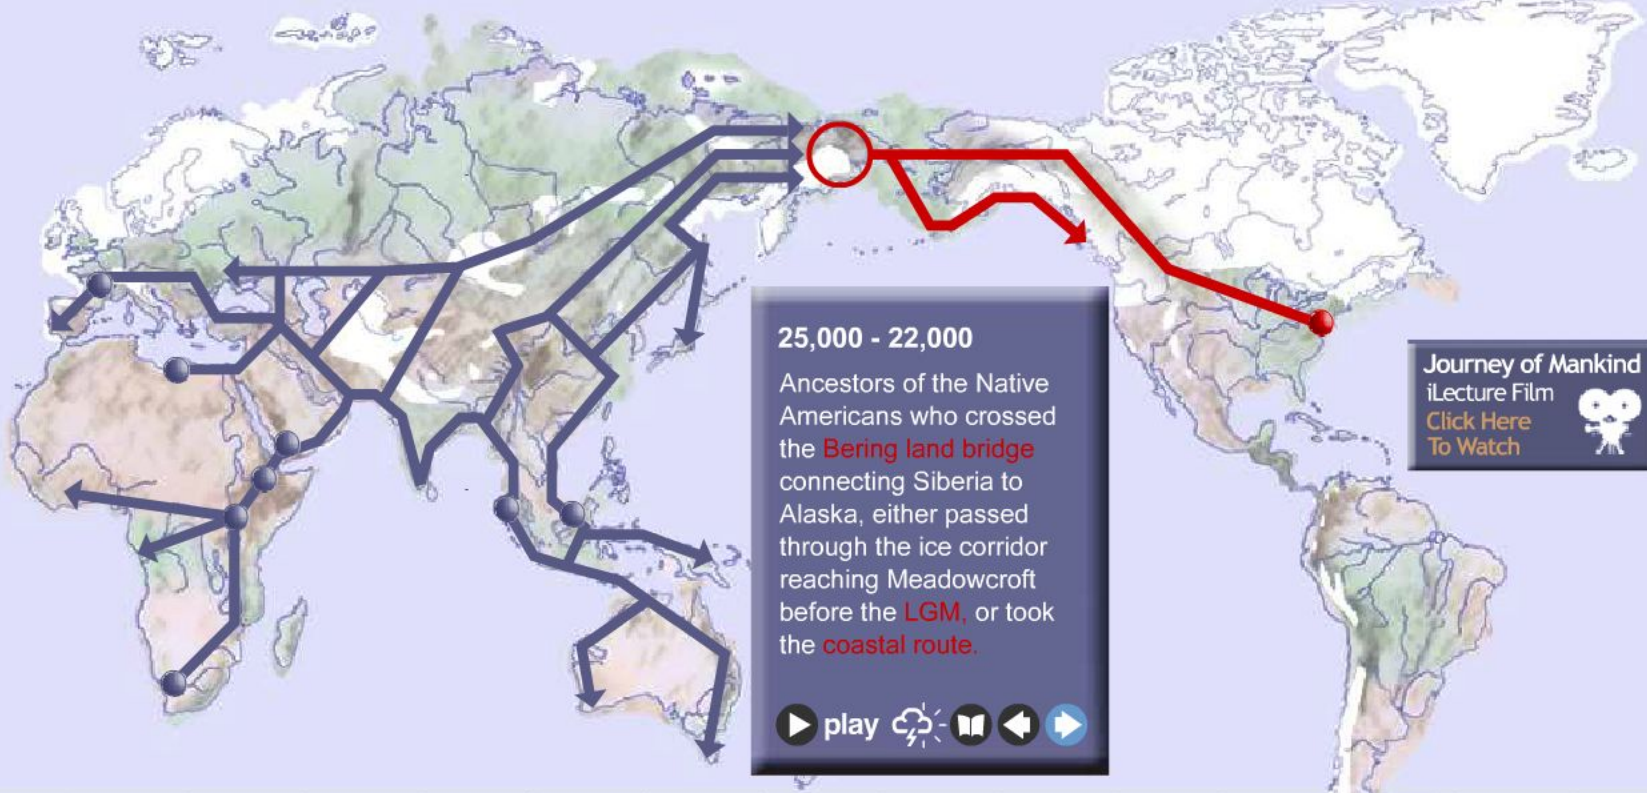 25,000 - 22,000
Ancestors of the Native
Americans who crossed
the Bering land bridge
connecting Siberia to
Alaska, either passed
through the ice corridor
reaching Meadowcroft
before the LGM, or took
the coastal route.
play
Journey of Mankind
iLecture Film
Click Here
To Watch